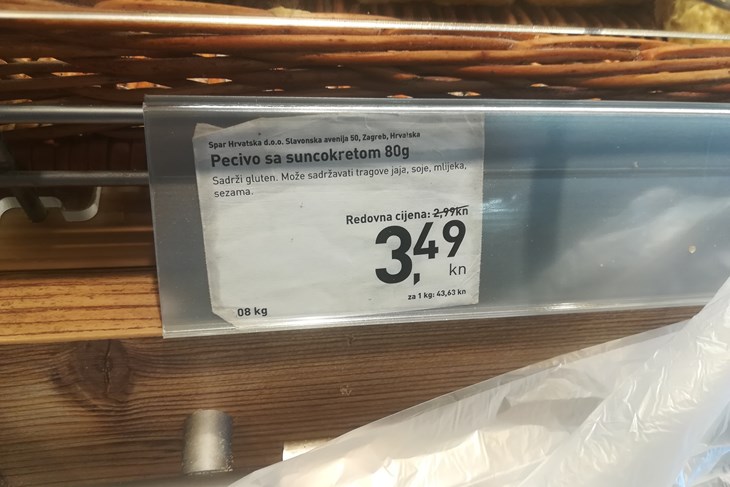 Spar Hrvatska d.o.o. Slavonska avenija 50, Zagreb, Hrvatska
Pecivo sa suncokretom 80g
Sadrži gluten. Može sadržavati tragove jaja, soje, mlijeka,
sezama.
Redovna cijena: 2,99kn
3,49
kn
za 1 kg: 43,63 kn
08 kg